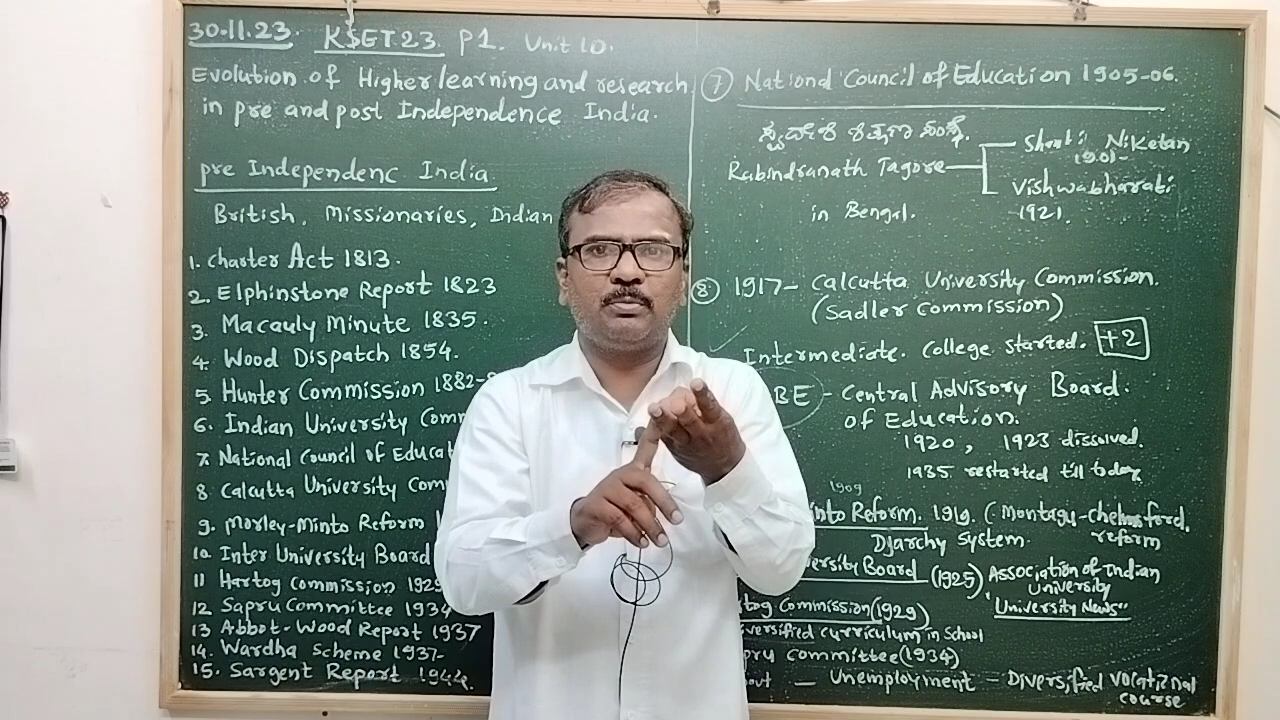 30.11.23. KSET.23. P1. Unit 10.
Evolution of Higher learning and research
in pre and post Independence India.
pre Independenc India
British, Missionaries, Indian
1. Charter Act 1813.
2. Elphinstone Report 1823
3. Macauly Minute 1835.
4. Wood Dispatch 1854.
5. Hunter Commission 1882-
6. Indian University Com
7. National Council of Educat
8 Calcutta University Com
9. Morley-Minto Reform
10. Inter University Board
11 Hartog Commission 1929
12 Sapru Committee 1934
13 Abbot-Wood Report 1937
14. Wardha Scheme 1937-
15. Sargent Report 1944.
7 National Council of Education 1905-06.
ಸ್ವದೇಶಿ ಶಿಕ್ಷಣ ಸಂಸ್ಥೆ.
Rabindranath Tagore
Shanti Niketan
1901-
Vishwabharati
1921.
in Bengal.
8 1917- Calcutta University Commission.
(Sadler Commission)
Intermediate. College started. +2
BE - Central Advisory Board.
of Education.
1920, 1923 dissolved.
1935 restarted till today
1909
into Reform. 1919. (Montagu-Chelmsford.
reform
Djarchy System.
ersity Board (1925), Association of Indian
University
"University News"
tog Commission (1929)
versified curriculum in School
pru Committee (1934)
out - Unemployment - Diversified vocational
course